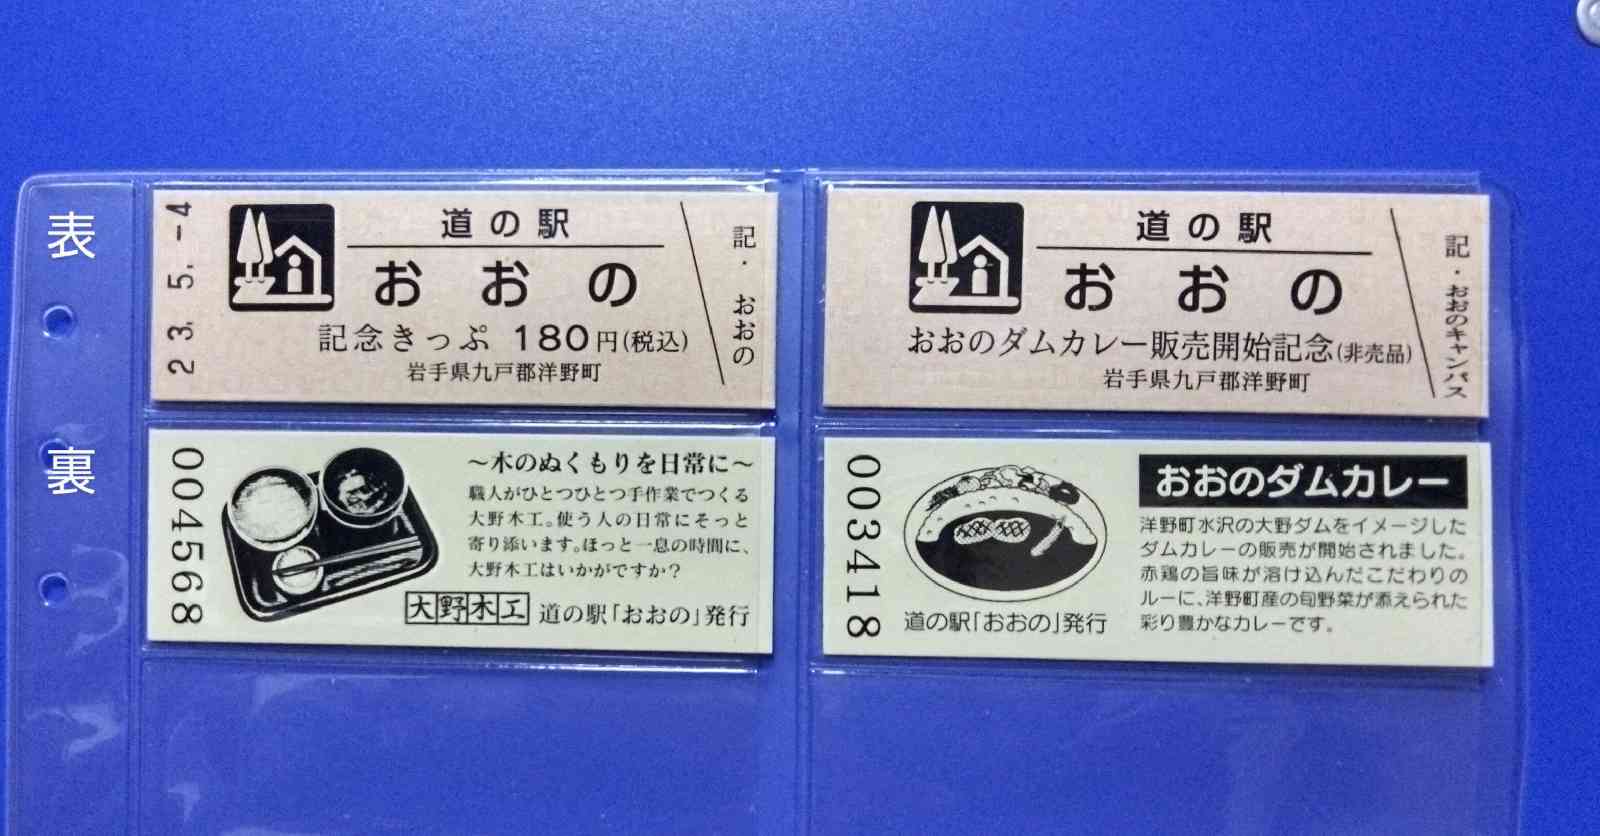 表
23.5.-4
道の駅
おおの
記念きっぷ 180円(税込)
岩手県九戸郡洋野町
記・おおの
道の駅
おおの
おおのダムカレー販売開始記念(非売品)
岩手県九戸郡洋野町
記・おおのキャンパス
裏
004568
～木のぬくもりを日常に～
職人がひとつひとつ手作業でつくる
大野木工。使う人の日常にそっと
寄り添います。ほっと一息の時間に、
大野木工はいかがですか?
大野木工 道の駅「おおの」発行
003418
道の駅「おおの」発行
おおのダムカレー
洋野町水沢の大野ダムをイメージした
ダムカレーの販売が開始されました。
赤鶏の旨味が溶け込んだこだわりの
ルーに、洋野町産の旬野菜が添えられた
彩り豊かなカレーです。